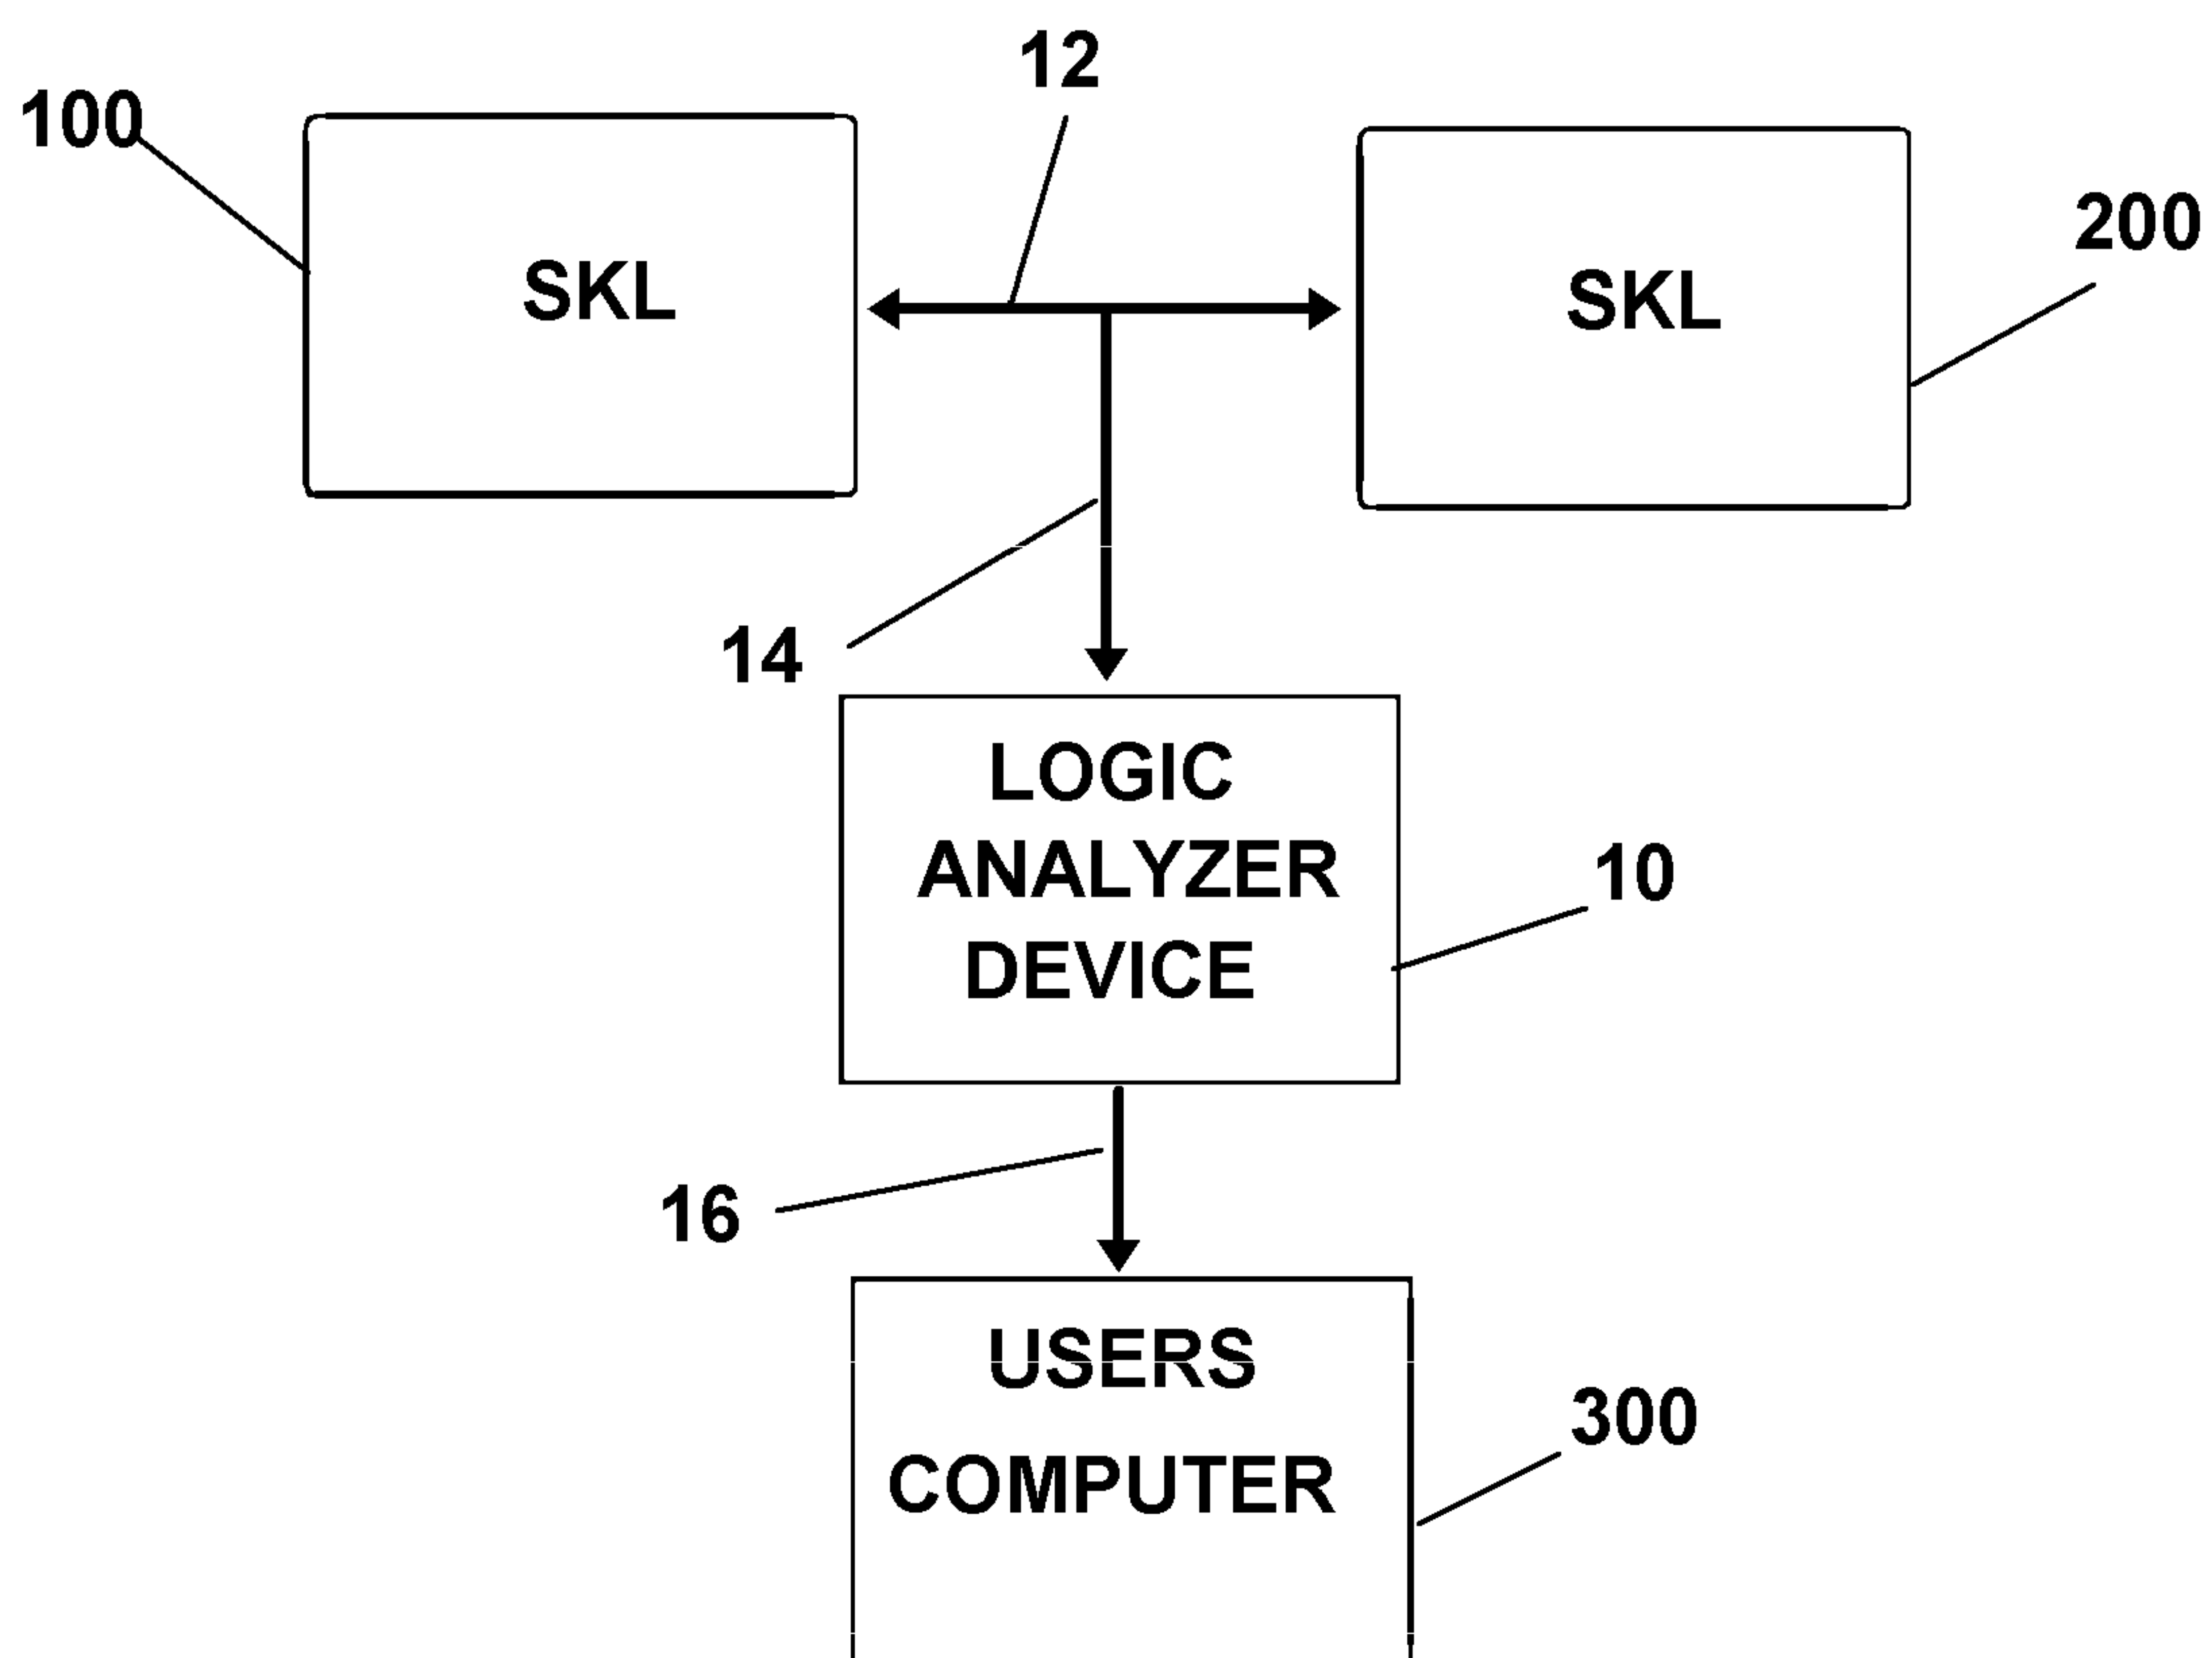 12
100
200
SKL
SKL
14
LOGIC
ANALYZER
DEVICE
10
16
USERS
COMPUTER
300